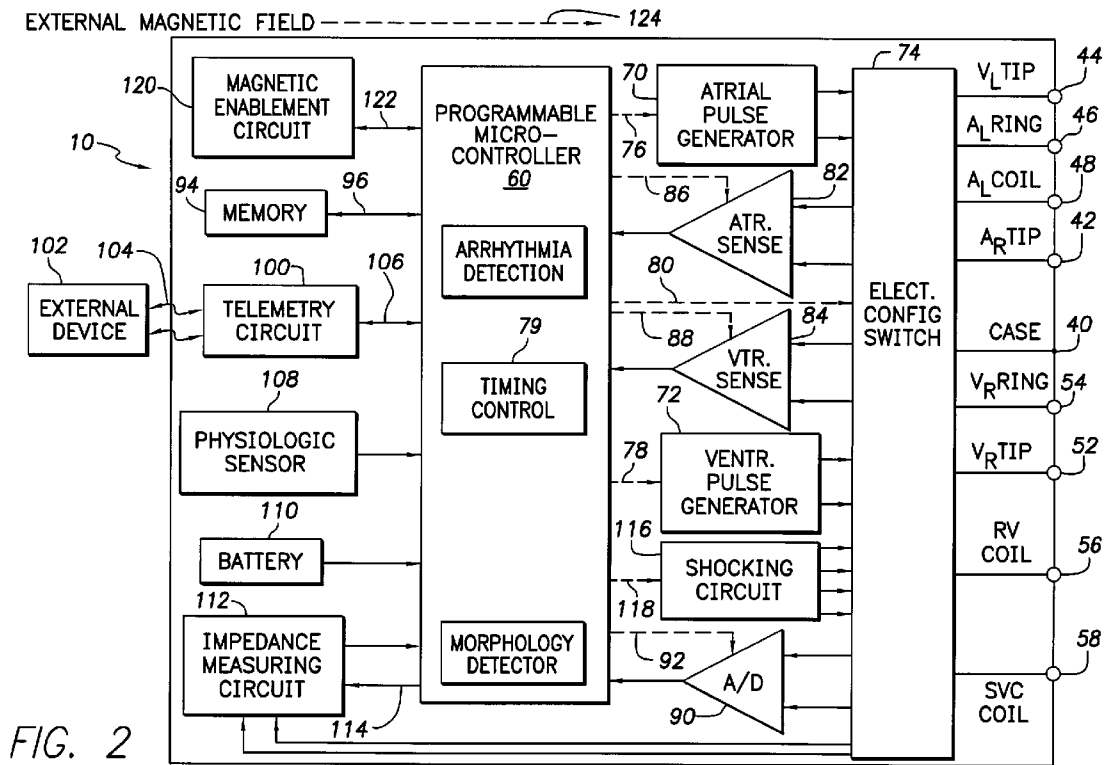 EXTERNAL MAGNETIC FIELD
124
120
MAGNETIC
ENABLEMENT
CIRCUIT
122
10
94
MEMORY
96
102
104
EXTERNAL
DEVICE
100
TELEMETRY
CIRCUIT
106
108
PHYSIOLOGIC
SENSOR
110
BATTERY
112
IMPEDANCE
MEASURING
CIRCUIT
114
PROGRAMMABLE
MICRO-
CONTROLLER
60
ARRHYTHMIA
DETECTION
79
TIMING
CONTROL
MORPHOLOGY
DETECTOR
70
ATRIAL
PULSE
GENERATOR
76
86
82
ATR.
SENSE
80
88
84
VTR.
SENSE
72
78
VENTR.
PULSE
GENERATOR
116
SHOCKING
CIRCUIT
118
92
A/D
90
74
ELECT.
CONFIG
SWITCH
VLTIP
44
ALRING
46
ALCOIL
48
ARTIP
42
CASE
40
VRRING
54
VRTIP
52
RV
COIL
56
58
SVC
COIL
FIG. 2